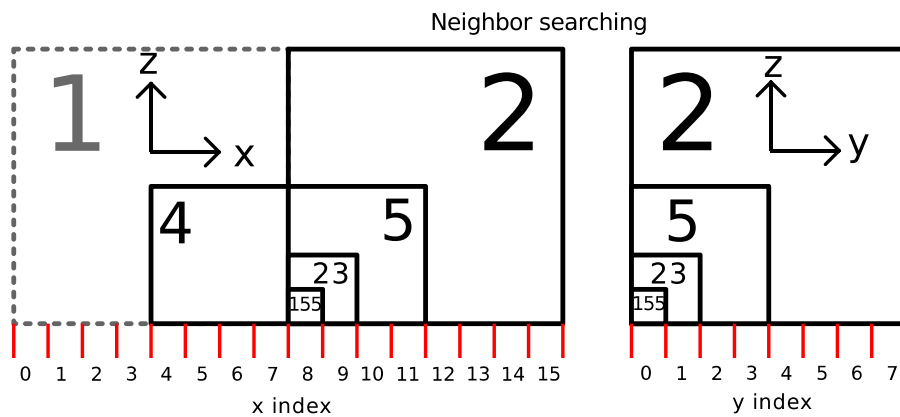 Neighbor searching
1
z
x
2
4
5
23
155
0 1 2 3 4 5 6 7 8 9 10 11 12 13 14 15
x index
2
z
y
5
23
155
0 1 2 3 4 5 6 7
y index